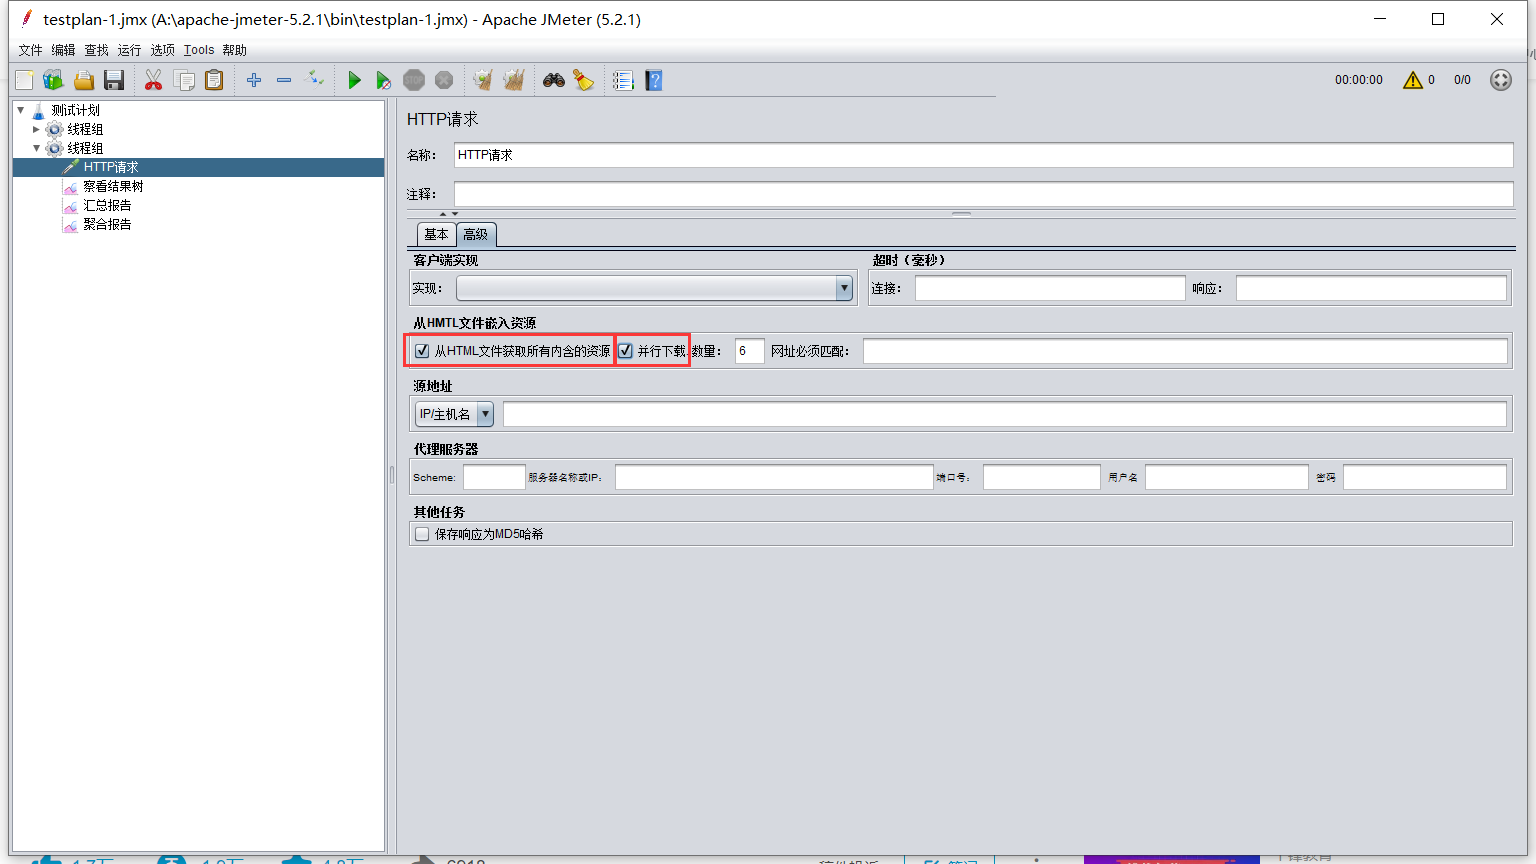 testplan-1.jmx (A:\apache-jmeter-5.2.1\bin\testplan-1.jmx) - Apache JMeter (5.2.1)
文件 编辑 查找 运行 选项 Tools 帮助
STOP 00:00:00 0 0/0
测试计划
线程组
线程组
HTTP请求
察看结果树
汇总报告
聚合报告
HTTP请求
名称： HTTP请求
注释：
基本 高级
客户端实现 超时（毫秒）
实现： 连接： 响应：
从HMTL文件嵌入资源
从HTML文件获取所有内含的资源 并行下载 数量： 6 网址必须匹配：
源地址
IP/主机名
代理服务器
Scheme: 服务器名称或IP： 端口号： 用户名 密码
其他任务
保存响应为MD5哈希